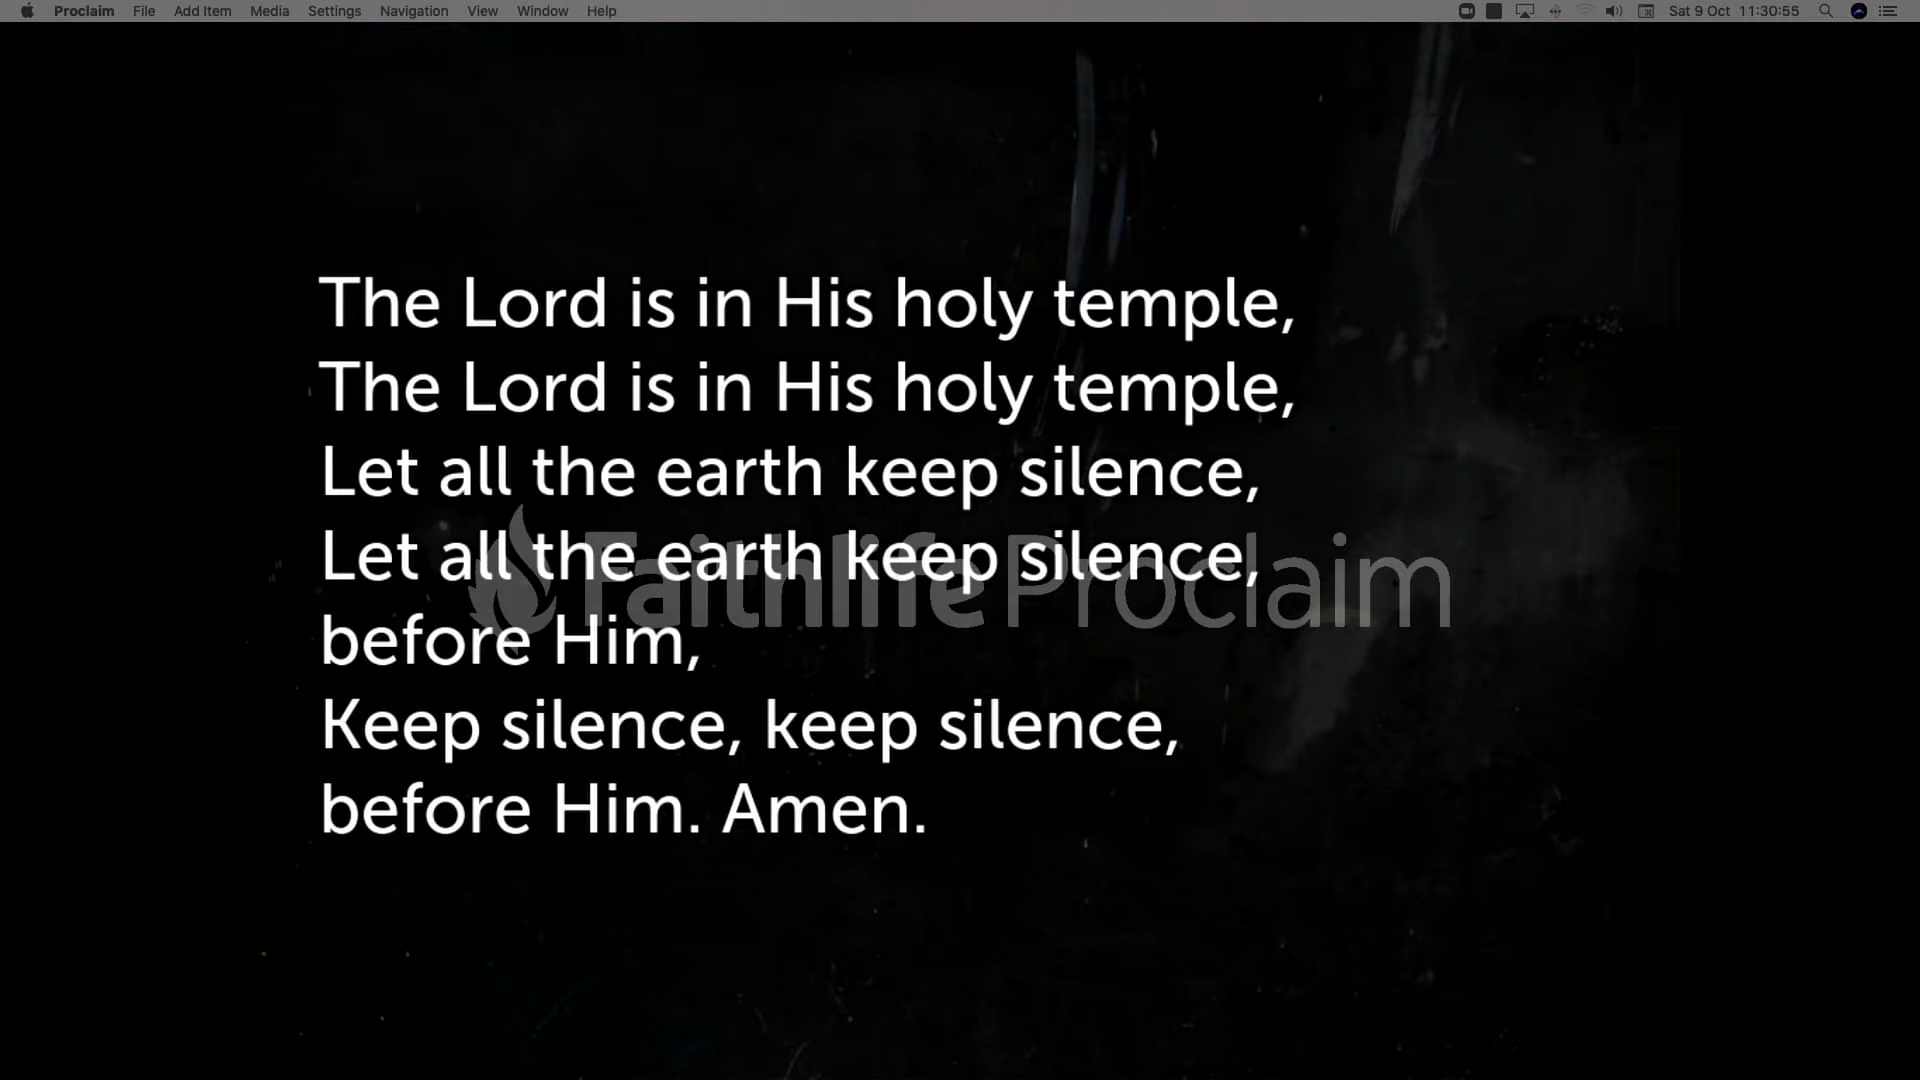 Proclaim File Add Item Media Settings Navigation View Window Help Sat 9 Oct 11:30:55
The Lord is in His holy temple,
The Lord is in His holy temple,
Let all the earth keep silence,
Let all the earth keep silence,
Faithlife Proclaim
before Him,
Keep silence, keep silence,
before Him. Amen.